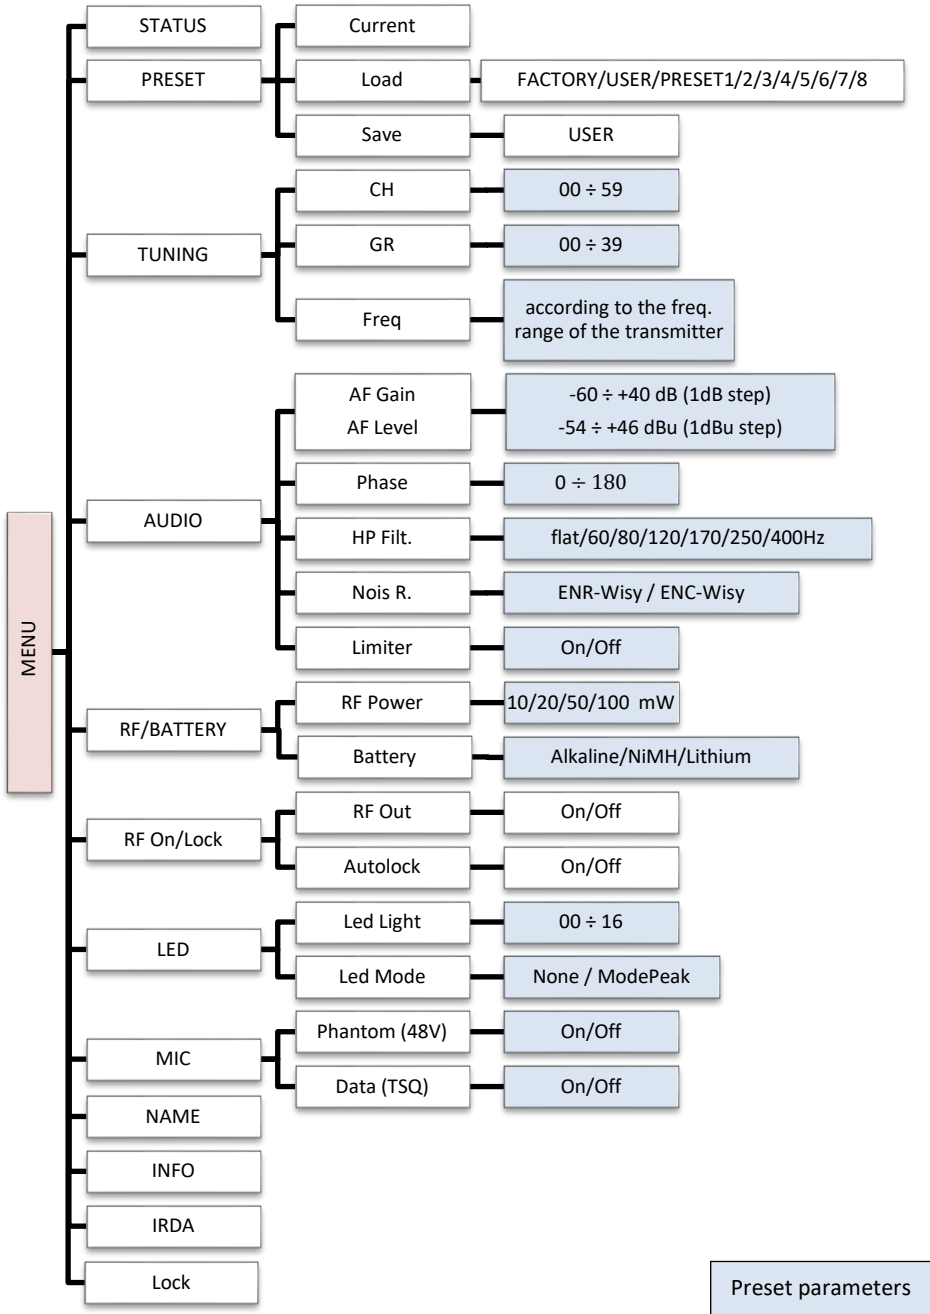 MENU
STATUS
PRESET
Current
Load
FACTORY/USER/PRESET1/2/3/4/5/6/7/8
Save
USER
TUNING
CH
00 ÷ 59
GR
00 ÷ 39
Freq
according to the freq.
range of the transmitter
AUDIO
AF Gain
AF Level
-60 ÷ +40 dB (1dB step)
-54 ÷ +46 dBu (1dBu step)
Phase
0 ÷ 180
HP Filt.
flat/60/80/120/170/250/400Hz
Nois R.
ENR-Wisy / ENC-Wisy
Limiter
On/Off
RF/BATTERY
RF Power
10/20/50/100 mW
Battery
Alkaline/NiMH/Lithium
RF On/Lock
RF Out
On/Off
Autolock
On/Off
LED
Led Light
00 ÷ 16
Led Mode
None / ModePeak
MIC
Phantom (48V)
On/Off
Data (TSQ)
On/Off
NAME
INFO
IRDA
Lock
Preset parameters